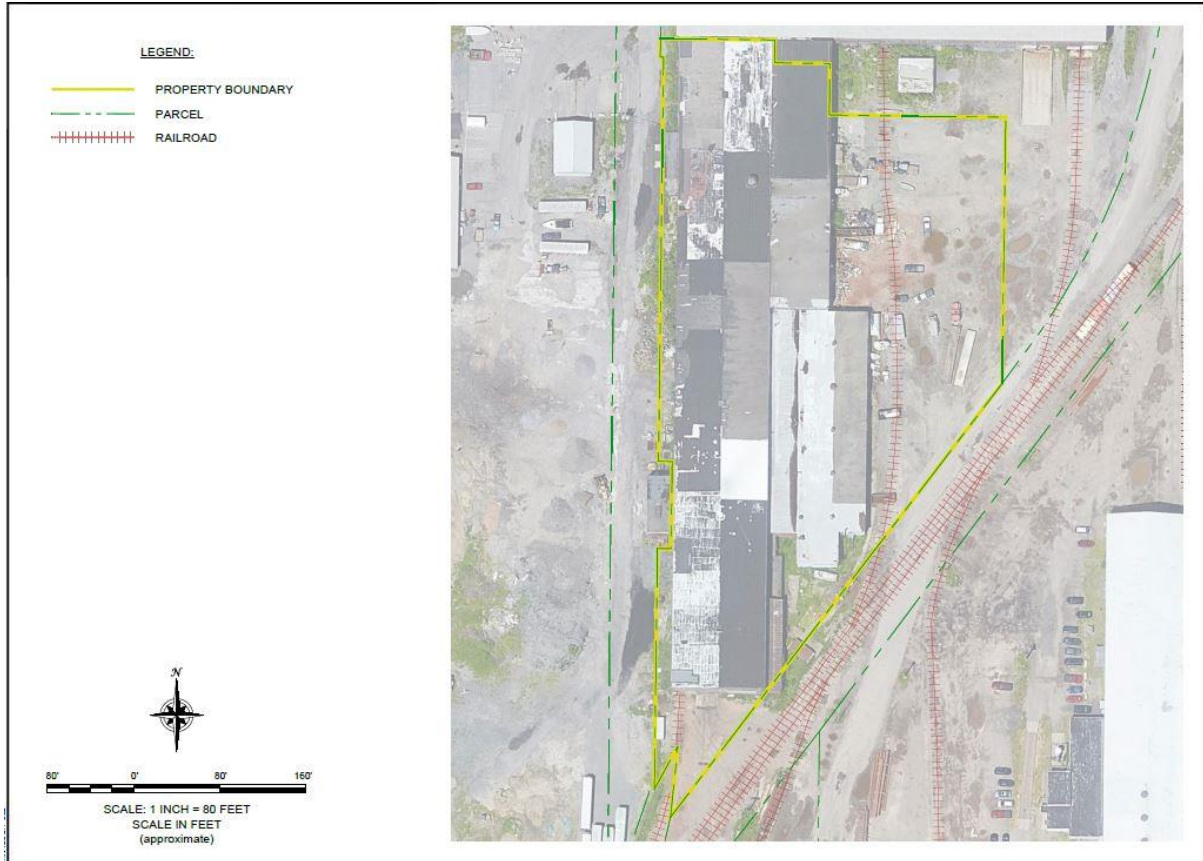 LEGEND:
PROPERTY BOUNDARY
PARCEL
RAILROAD
N
80' 0' 80' 160'
SCALE: 1 INCH = 80 FEET
SCALE IN FEET
(approximate)